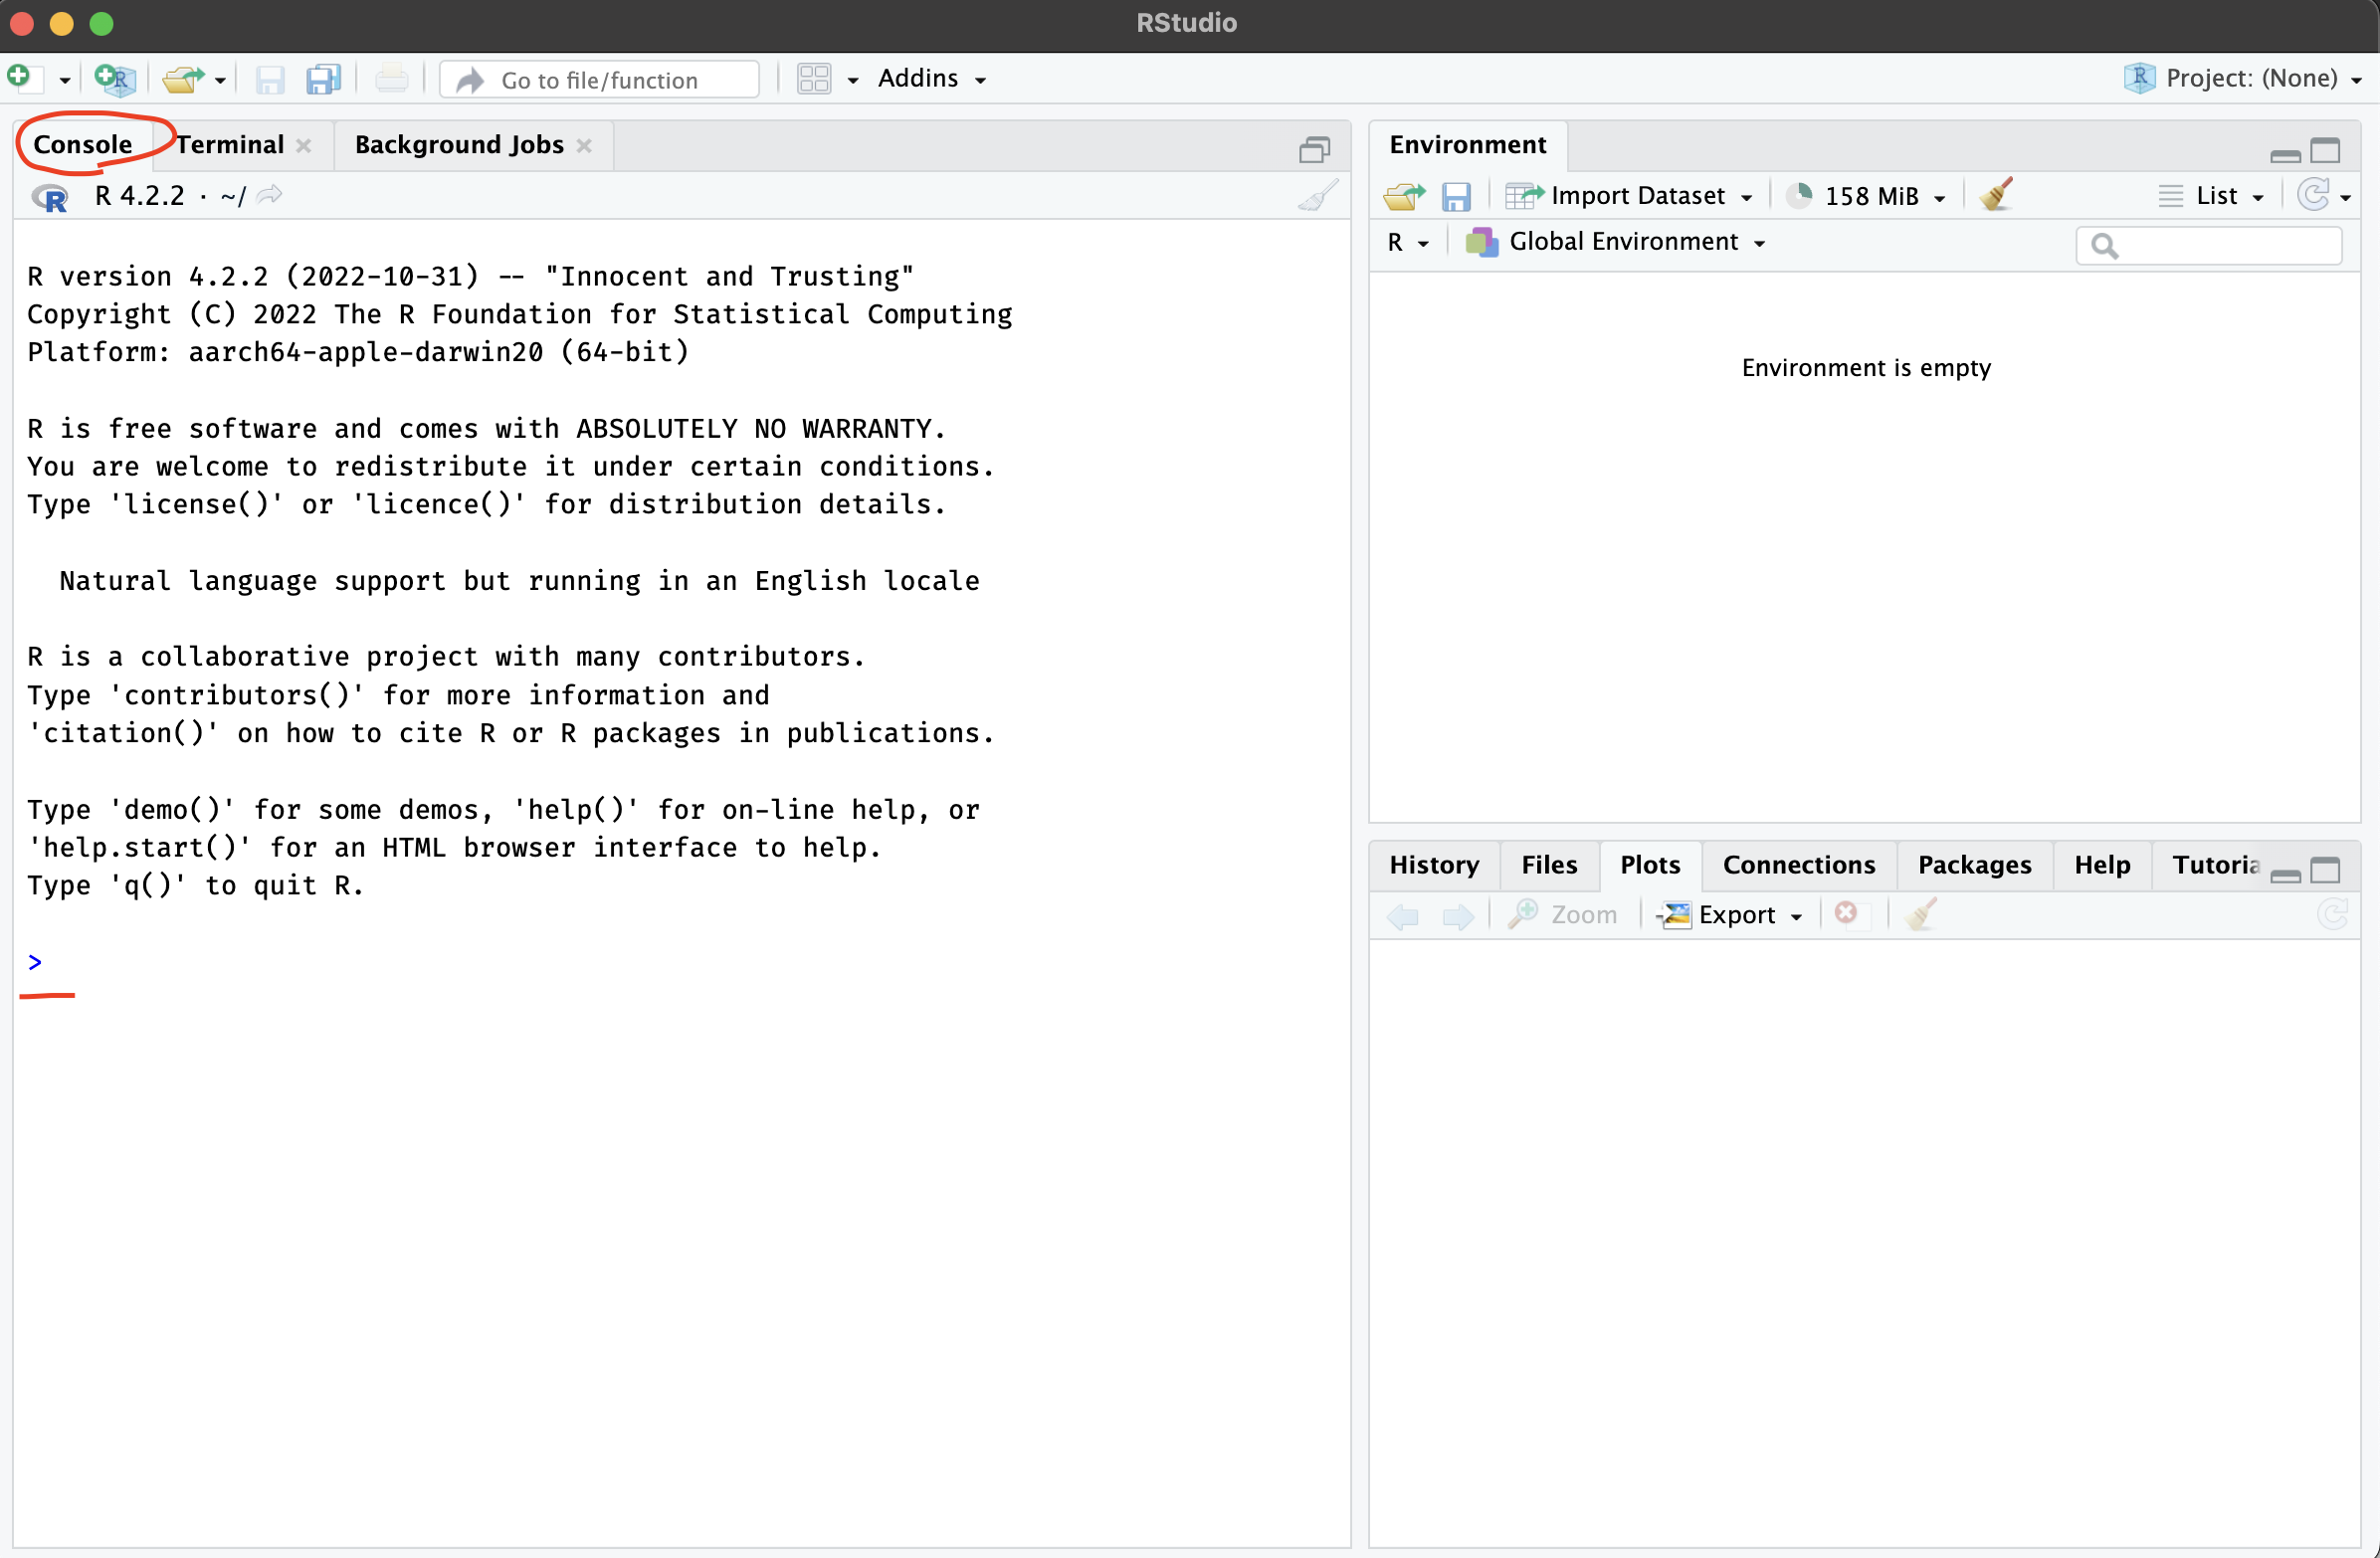 RStudio
Go to file/function
Addins
Project: (None)
Console Terminal Background Jobs
R 4.2.2 · ~/
R version 4.2.2 (2022-10-31) -- "Innocent and Trusting"
Copyright (C) 2022 The R Foundation for Statistical Computing
Platform: aarch64-apple-darwin20 (64-bit)
R is free software and comes with ABSOLUTELY NO WARRANTY.
You are welcome to redistribute it under certain conditions.
Type 'license()' or 'licence()' for distribution details.
Natural language support but running in an English locale
R is a collaborative project with many contributors.
Type 'contributors()' for more information and
'citation()' on how to cite R or R packages in publications.
Type 'demo()' for some demos, 'help()' for on-line help, or
'help.start()' for an HTML browser interface to help.
Type 'q()' to quit R.
>
Environment
Import Dataset 158 MiB List
R Global Environment
Environment is empty
History Files Plots Connections Packages Help Tutoria
Zoom Export